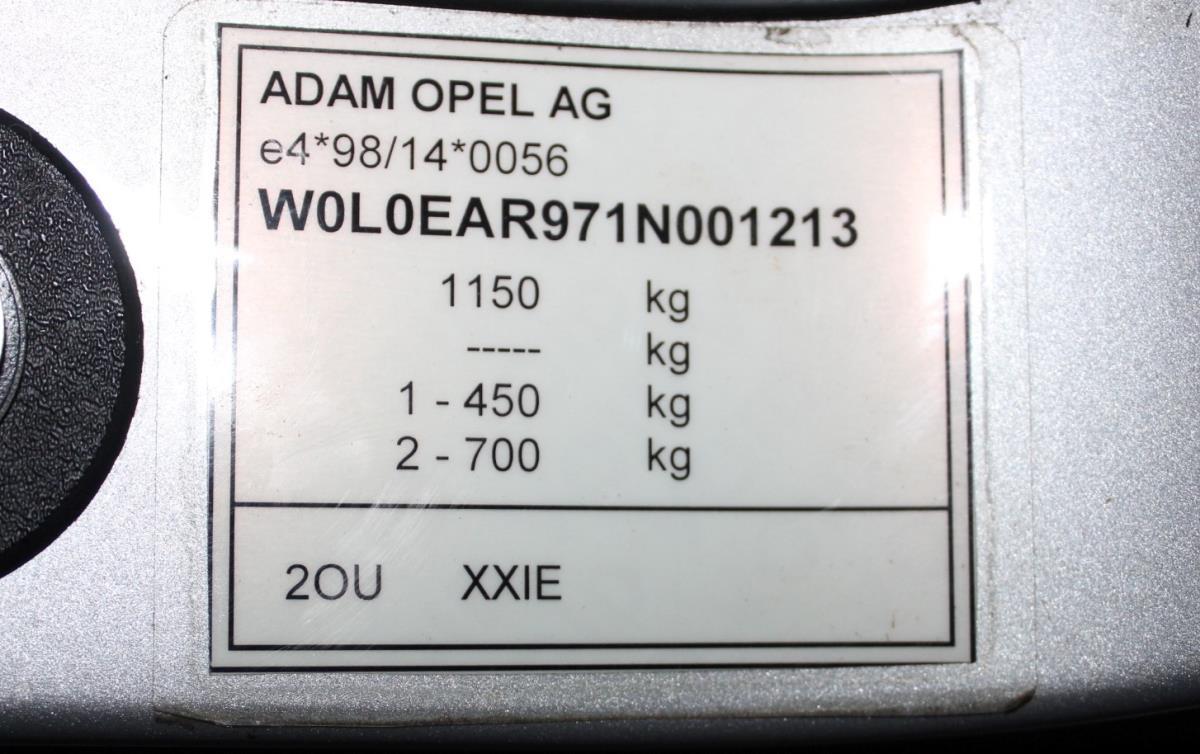 ADAM OPEL AG
e4*98/14*0056
W0L0EAR971N001213
1150 kg
----- kg
1 - 450 kg
2 - 700 kg
2OU XXIE